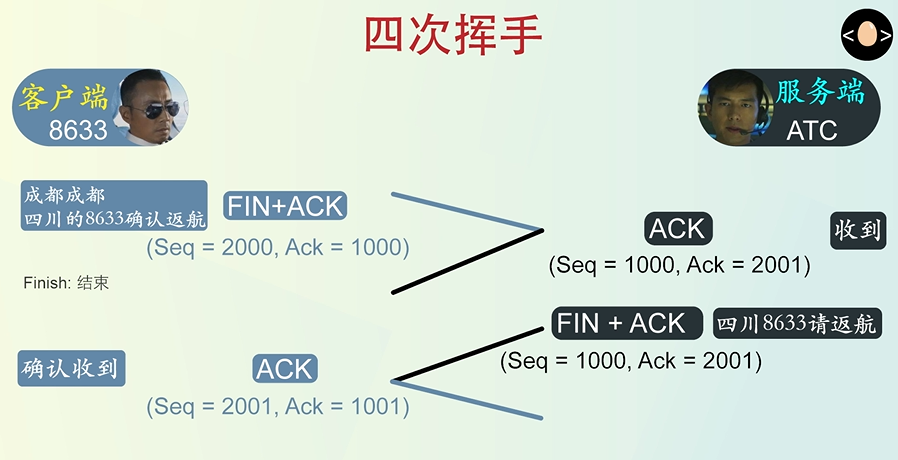 四次挥手
< >
客户端
8633
服务端
ATC
成都成都
四川的8633确认返航
FIN+ACK
(Seq = 2000, Ack = 1000)
ACK
收到
(Seq = 1000, Ack = 2001)
Finish: 结束
FIN + ACK
四川8633请返航
(Seq = 1000, Ack = 2001)
确认收到
ACK
(Seq = 2001, Ack = 1001)